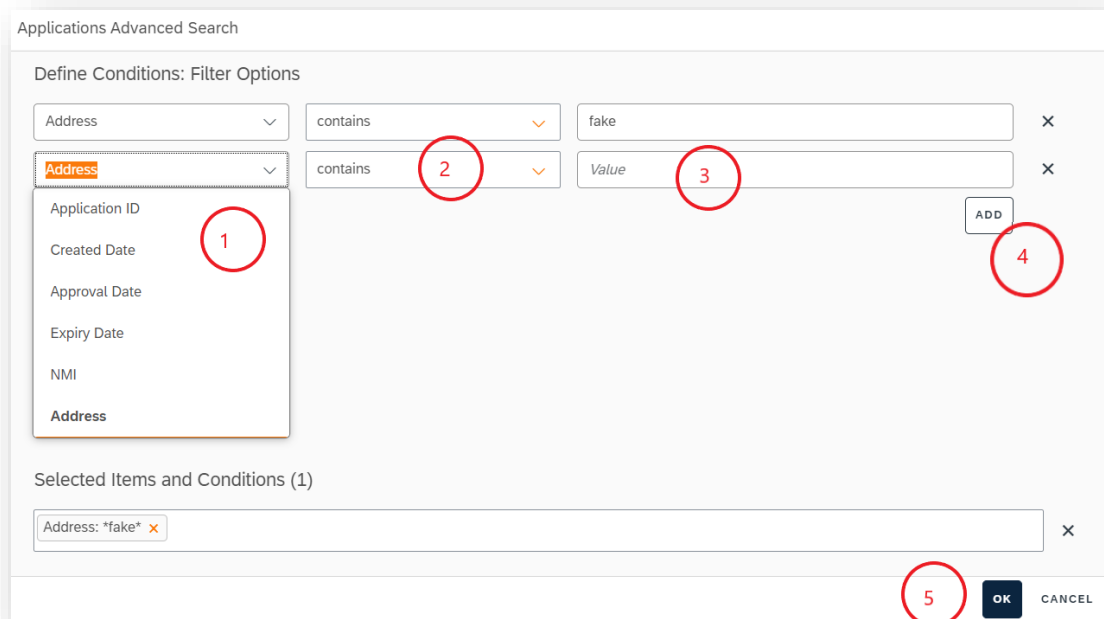 Applications Advanced Search
Define Conditions: Filter Options
Address contains fake
Address contains 2 Value 3
Application ID
ADD
1
Created Date
4
Approval Date
Expiry Date
NMI
Address
Selected Items and Conditions (1)
Address: *fake*
5 OK CANCEL